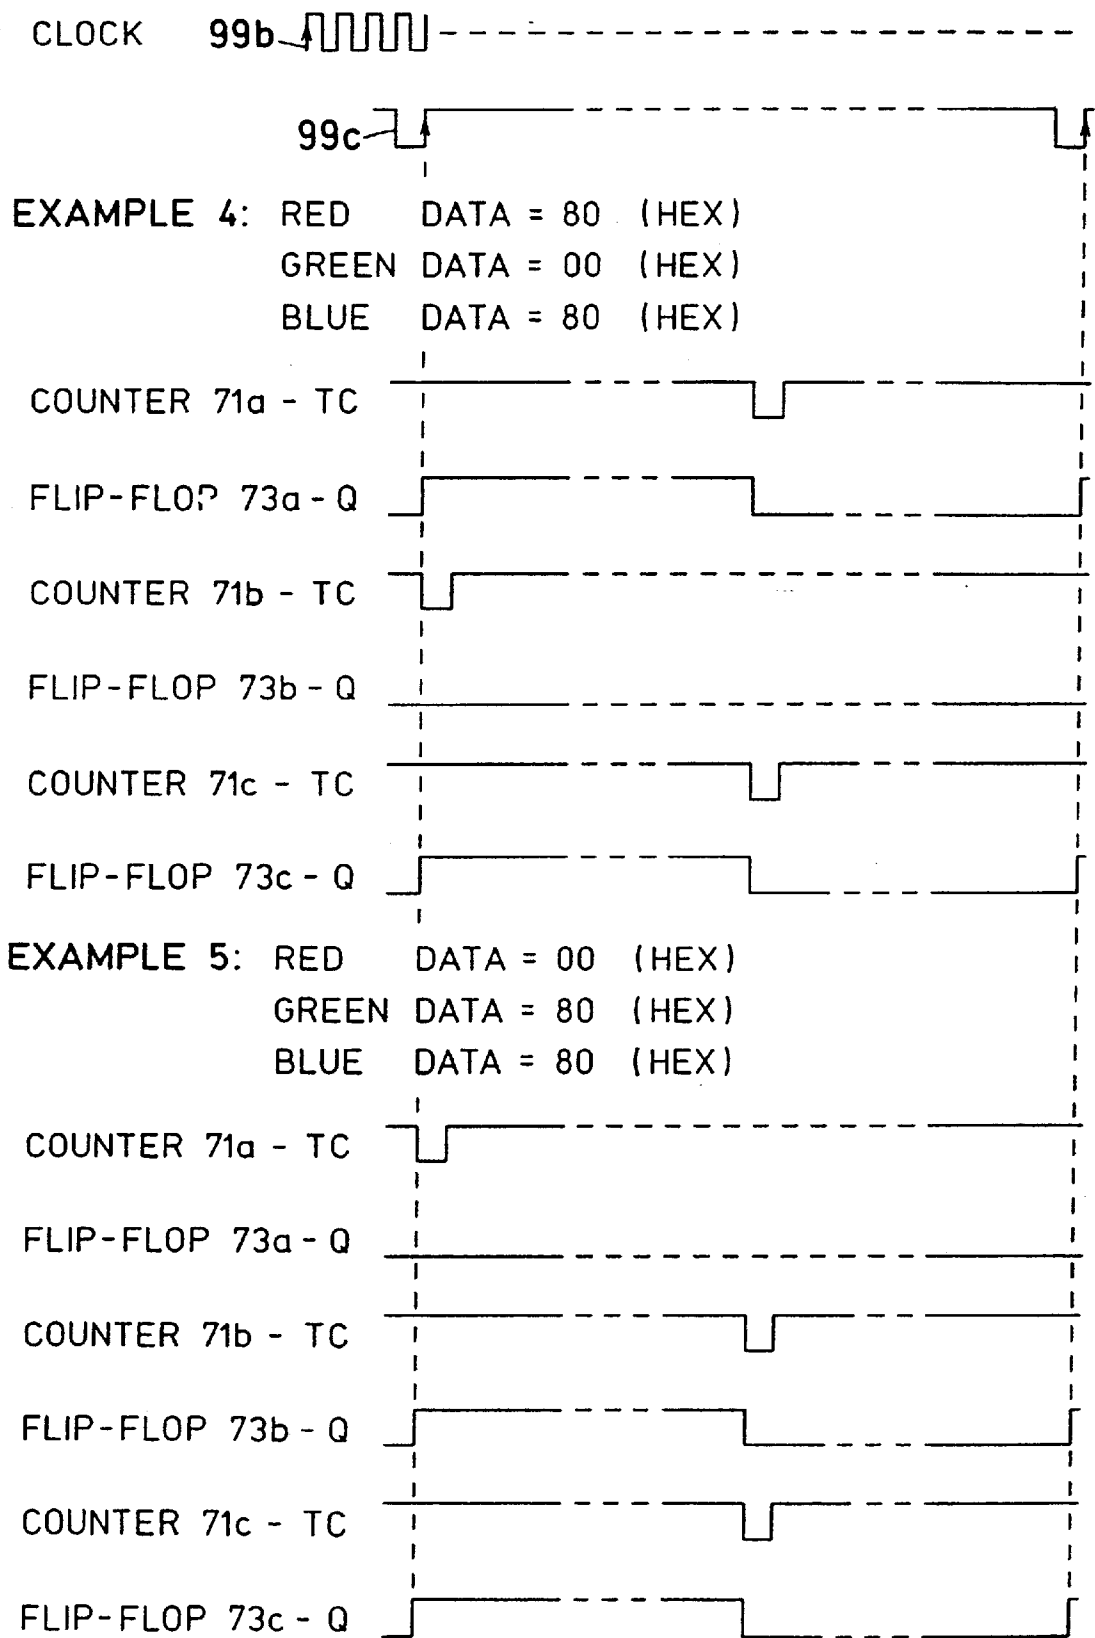 CLOCK 99b
99c
EXAMPLE 4: RED DATA = 80 (HEX)
GREEN DATA = 00 (HEX)
BLUE DATA = 80 (HEX)
COUNTER 71a - TC
FLIP-FLOP 73a - Q
COUNTER 71b - TC
FLIP-FLOP 73b - Q
COUNTER 71c - TC
FLIP-FLOP 73c - Q
EXAMPLE 5: RED DATA = 00 (HEX)
GREEN DATA = 80 (HEX)
BLUE DATA = 80 (HEX)
COUNTER 71a - TC
FLIP-FLOP 73a - Q
COUNTER 71b - TC
FLIP-FLOP 73b - Q
COUNTER 71c - TC
FLIP-FLOP 73c - Q